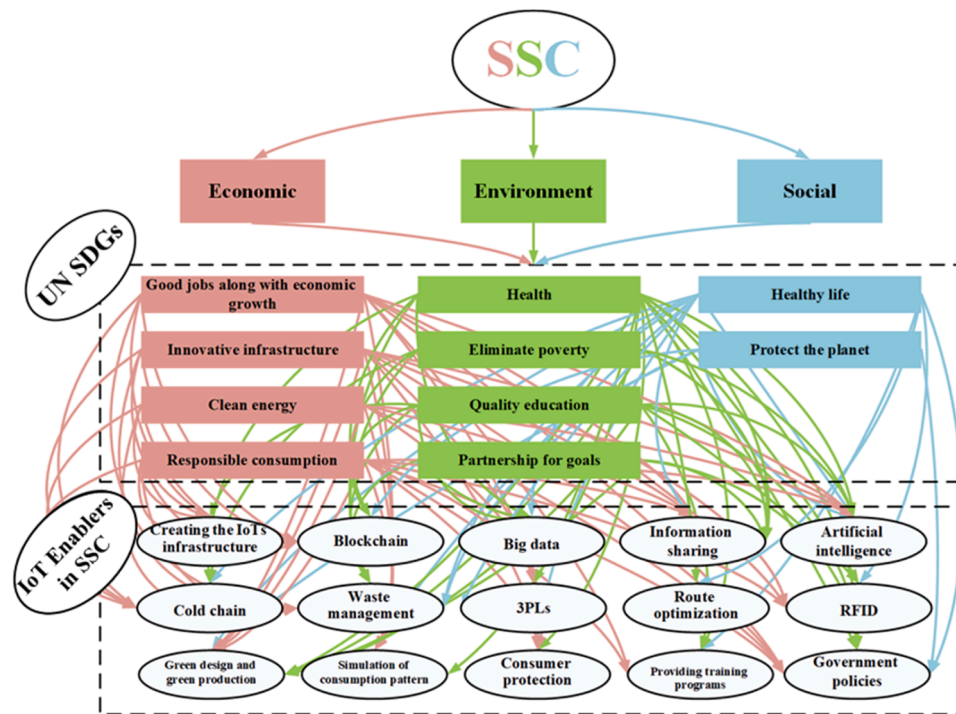 SSC
Economic
Environment
Social
UN SDGs
Good jobs along with economic
growth
Health
Healthy life
Innovative infrastructure
Eliminate poverty
Protect the planet
Clean energy
Quality education
Responsible consumption
Partnership for goals
IoT Enablers
in SSC
Creating the IoTs
infrastructure
Blockchain
Big data
Information
sharing
Artificial
intelligence
Cold chain
Waste
management
3PLs
Route
optimization
RFID
Green design and
green production
Simulation of
consumption pattern
Consumer
protection
Providing training
programs
Government
policies